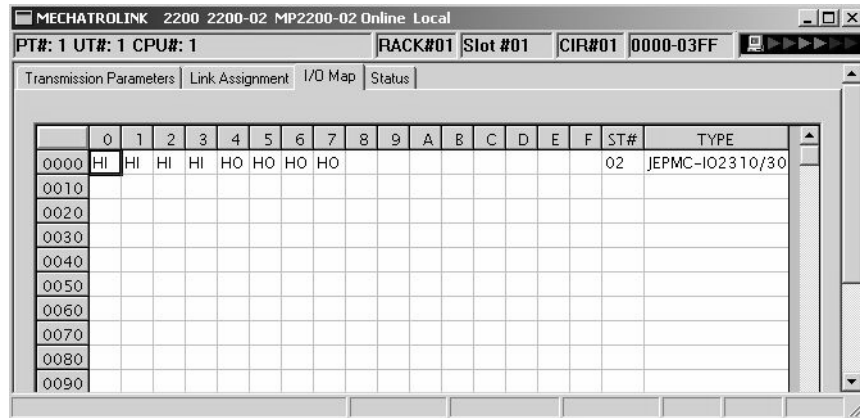 MECHATROLINK 2200 2200-02 MP2200-02 Online Local
PT#: 1 UT#: 1 CPU#: 1 RACK#01 Slot #01 CIR#01 0000-03FF
Transmission Parameters Link Assignment I/O Map Status
0 1 2 3 4 5 6 7 8 9 A B C D E F ST# TYPE
0000 HI HI HI HI HO HO HO HO 02 JEPMC-IO2310/30
0010
0020
0030
0040
0050
0060
0070
0080
0090